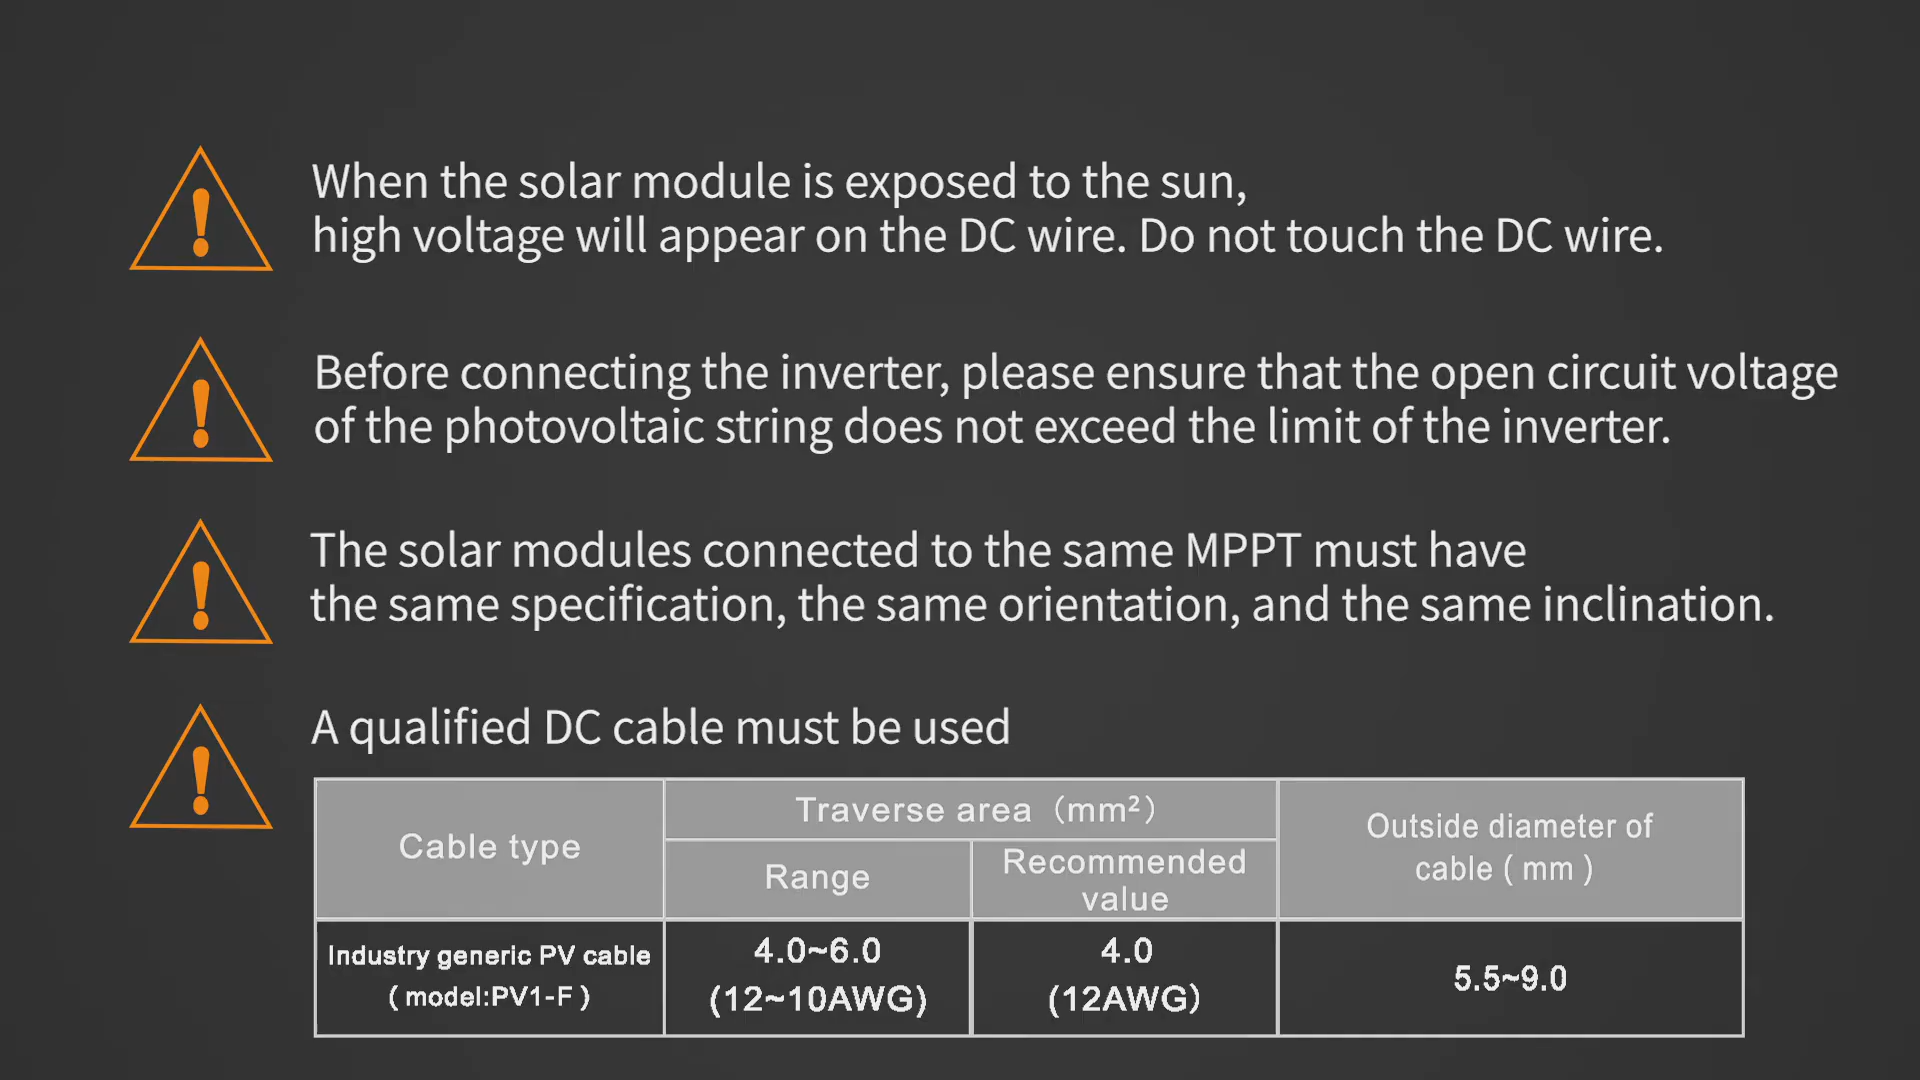 When the solar module is exposed to the sun,
high voltage will appear on the DC wire. Do not touch the DC wire.
Before connecting the inverter, please ensure that the open circuit voltage
of the photovoltaic string does not exceed the limit of the inverter.
The solar modules connected to the same MPPT must have
the same specification, the same orientation, and the same inclination.
A qualified DC cable must be used
Cable type
Traverse area（mm²）
Range
Recommended
value
Outside diameter of
cable ( mm )
Industry generic PV cable
( model:PV1-F )
4.0~6.0
(12~10AWG)
4.0
(12AWG)
5.5~9.0